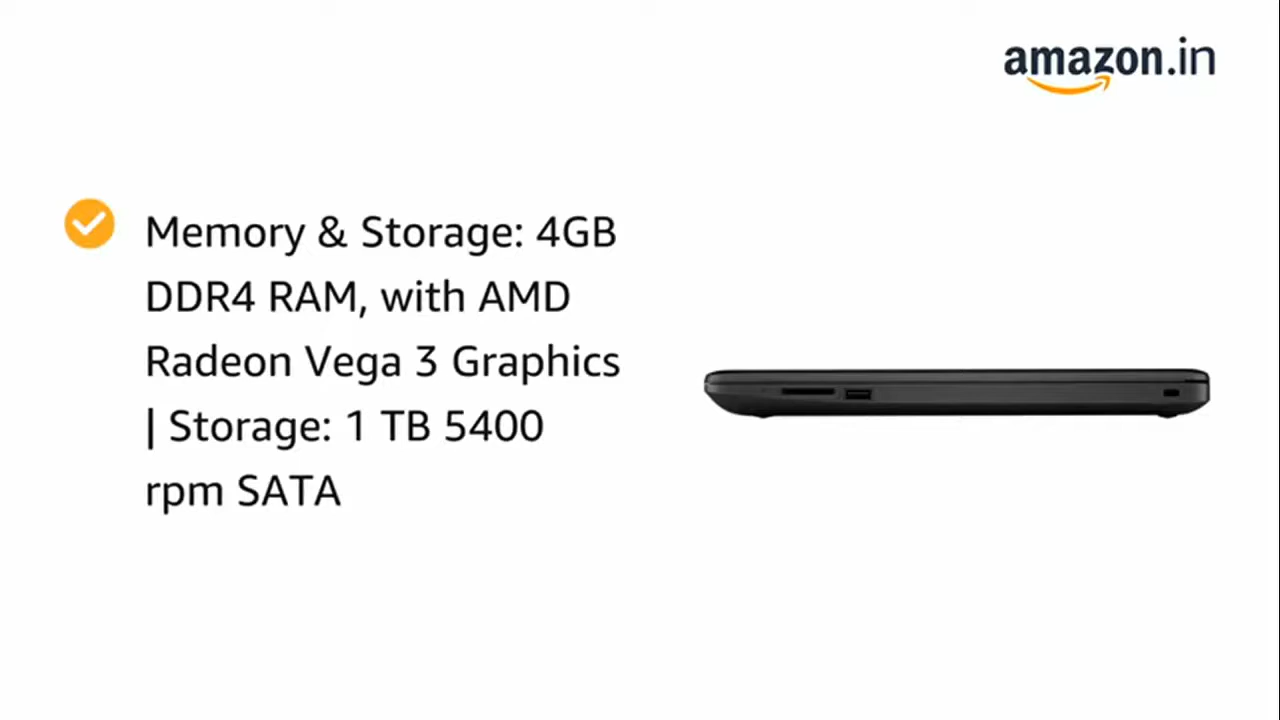 amazon.in
Memory & Storage: 4GB
DDR4 RAM, with AMD
Radeon Vega 3 Graphics
| Storage: 1 TB 5400
rpm SATA